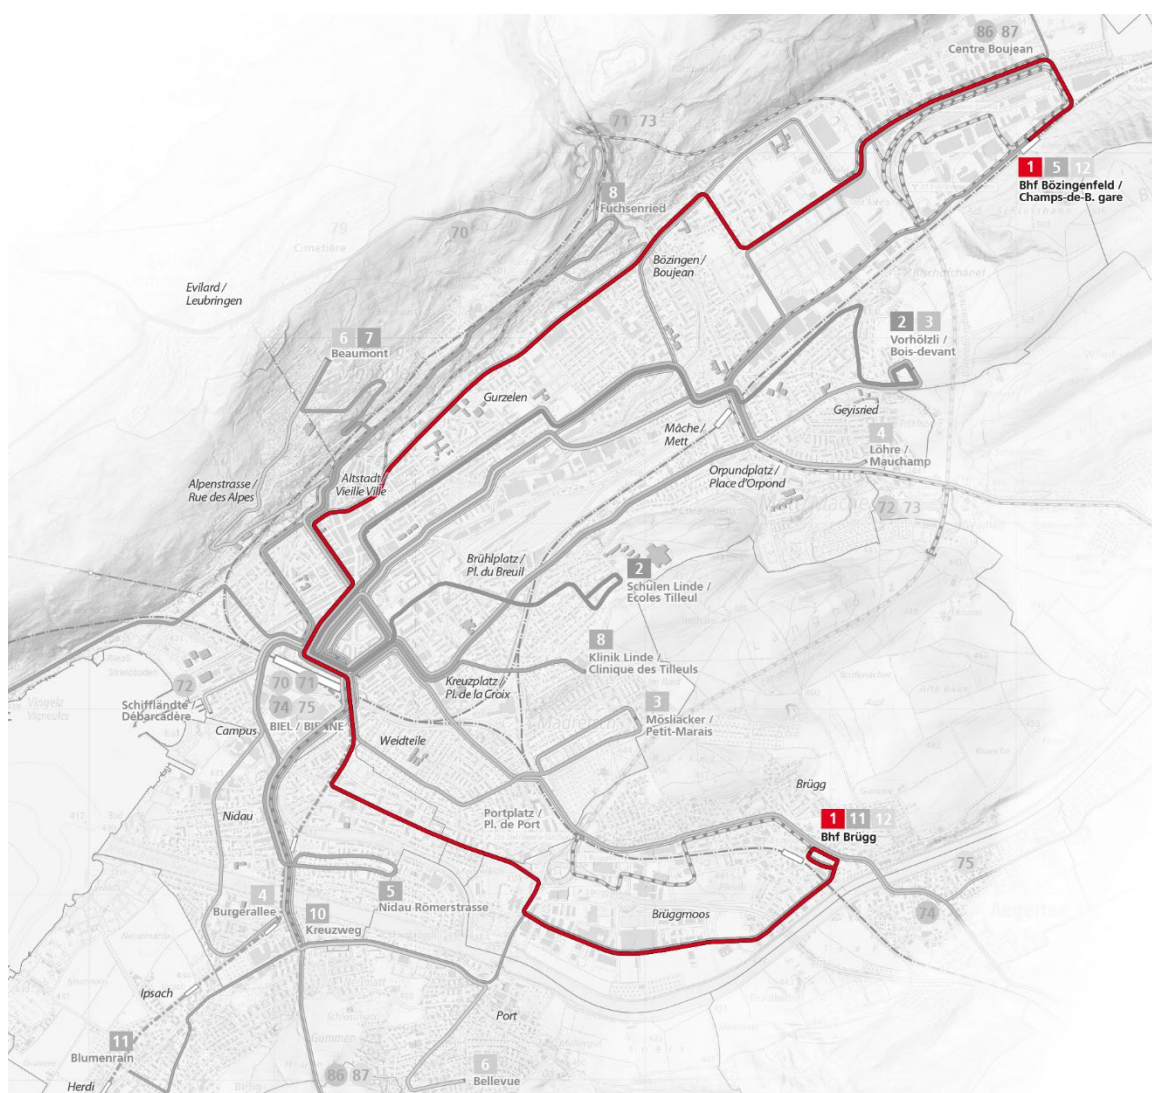 86 87
Centre Boujean
71 73
1 5 12
Bhf Bözingenfeld /
Champs-de-B. gare
8
Fuchsenried
79
Cimetière
70
Bözingen /
Boujean
Evilard /
Leubringen
6 7
Beaumont
2 3
Vorhölzli /
Bois-devant
Gurzelen
Geyisried
Mâche /
Mett
4
Löhre /
Mauchamp
Alpenstrasse /
Rue des Alpes
Altstadt/
Vieille Ville
Orpundplatz /
Place d'Orpond
72 73
Brühlplatz /
Pl. du Breuil
2
Schulen Linde /
Ecoles Tilleul
8
Klinik Linde /
Clinique des Tilleuls
Kreuzplatz /
Pl. de la Croix
72
Schifflände /
Débarcadère
70 71
74 75
BIEL / BIENNE
Campus
3
Mösliacker /
Petit-Marais
Weidteile
Vingelz
Vigneules
Brügg
Nidau
Portplatz /
Pl. de Port
1 11 12
Bhf Brügg
75
74
5
Nidau Römerstrasse
4
Burgerallee
10
Kreuzweg
Brüggmoos
Ipsach
Port
11
Blumenrain
Herdi
86 87
6
Bellevue